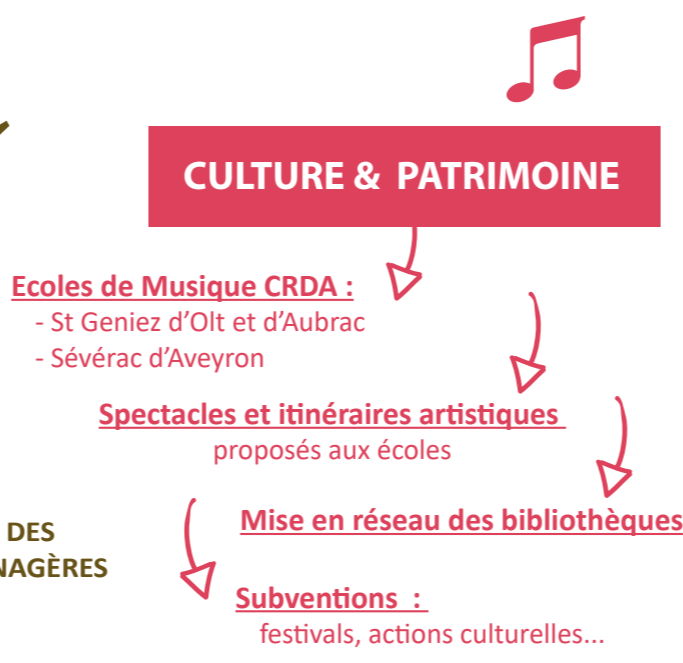 CULTURE & PATRIMOINE
Ecoles de Musique CRDA :
- St Geniez d’Olt et d’Aubrac
- Sévérac d’Aveyron
Spectacles et itinéraires artistiques
proposés aux écoles
Mise en réseau des bibliothèques
DES
Subventions :
festivals, actions culturelles...